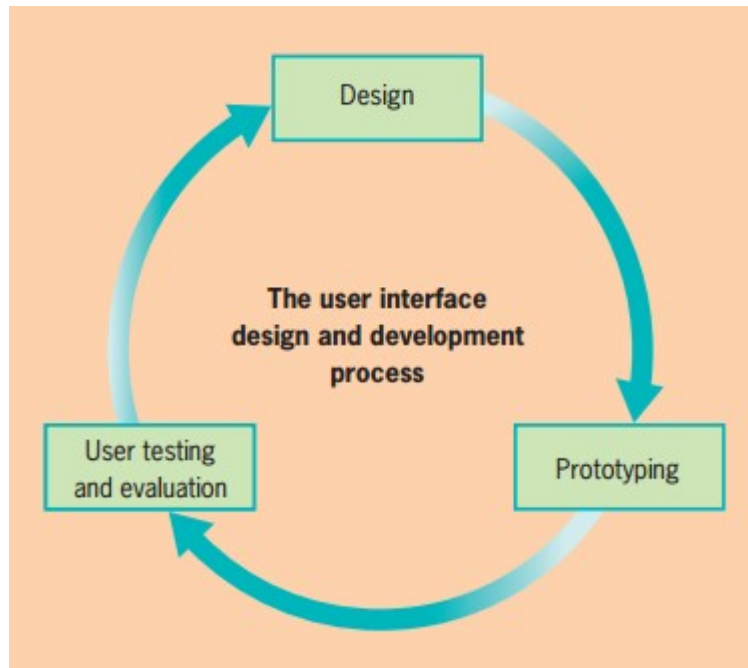 Design
The user interface
design and development
process
User testing
and evaluation
Prototyping